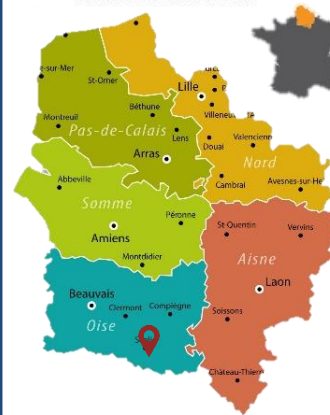 e-sur-Mer
St-Omer
Lille
Béthune
Villeneu
Montreuil
Pas-de-Calais
Lens
Douai
Valencienn
Arras
Nord
Cambrai
Avesnes-sur-He
Abbeville
Somme
Péronne
St-Quentin
Vervins
Amiens
Aisne
Montdidier
Laon
Beauvais
Clermont
Compiègne
Soissons
Oise
Château-Thier